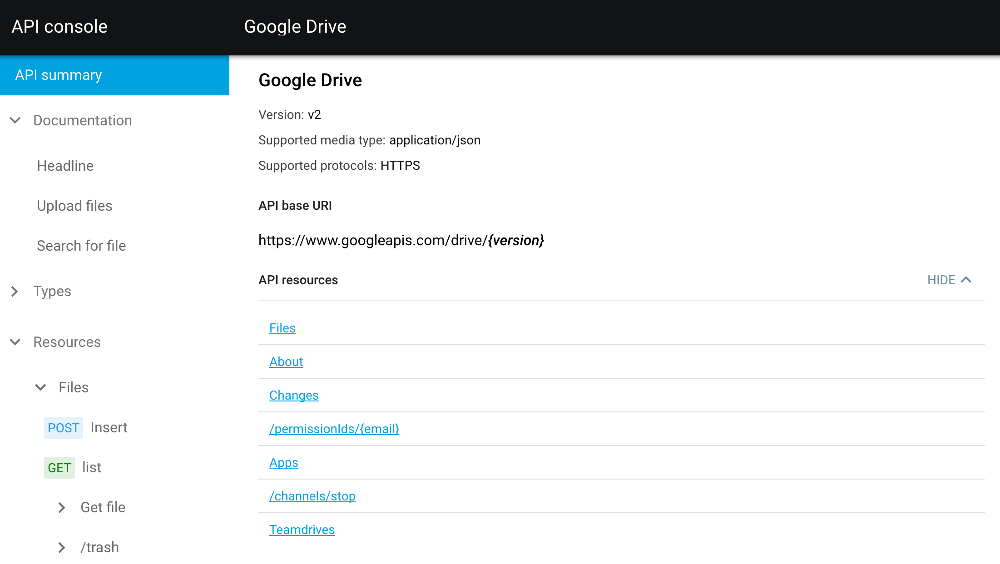 API console
Google Drive
API summary
Documentation
Headline
Upload files
Search for file
Types
Resources
Files
POST Insert
GET list
Get file
/trash
Google Drive
Version: v2
Supported media type: application/json
Supported protocols: HTTPS
API base URI
https://www.googleapis.com/drive/{version}
API resources
HIDE
Files
About
Changes
/permissionIds/{email}
Apps
/channels/stop
Teamdrives